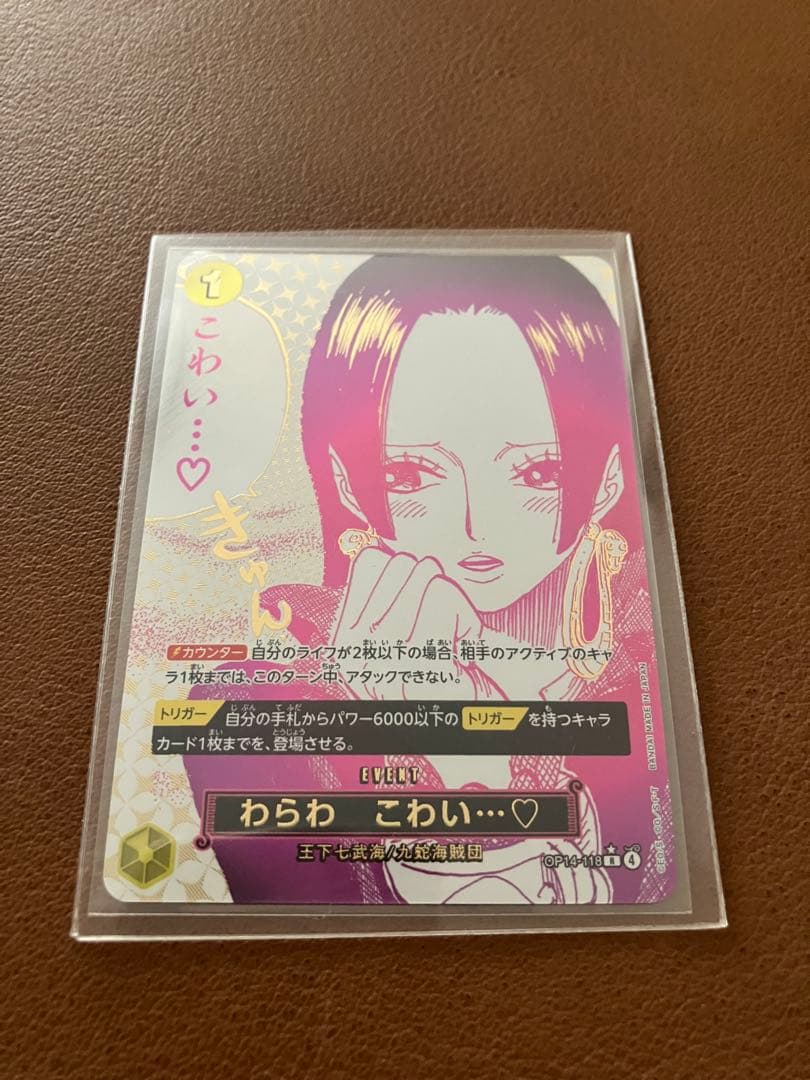 1
こわい…♡
きゅん
カウンター 自分のライフが2枚以下の場合、相手のアクティブのキャ
ラ1枚までは、このターン中、アタックできない。
トリガー 自分の手札からパワー6000以下の トリガー を持つキャラ
カード1枚までを、登場させる。
EVENT
わらわ こわい…♡
王下七武海/九蛇海賊団
OP14-118 R 4
BANDAI MADE IN JAPAN